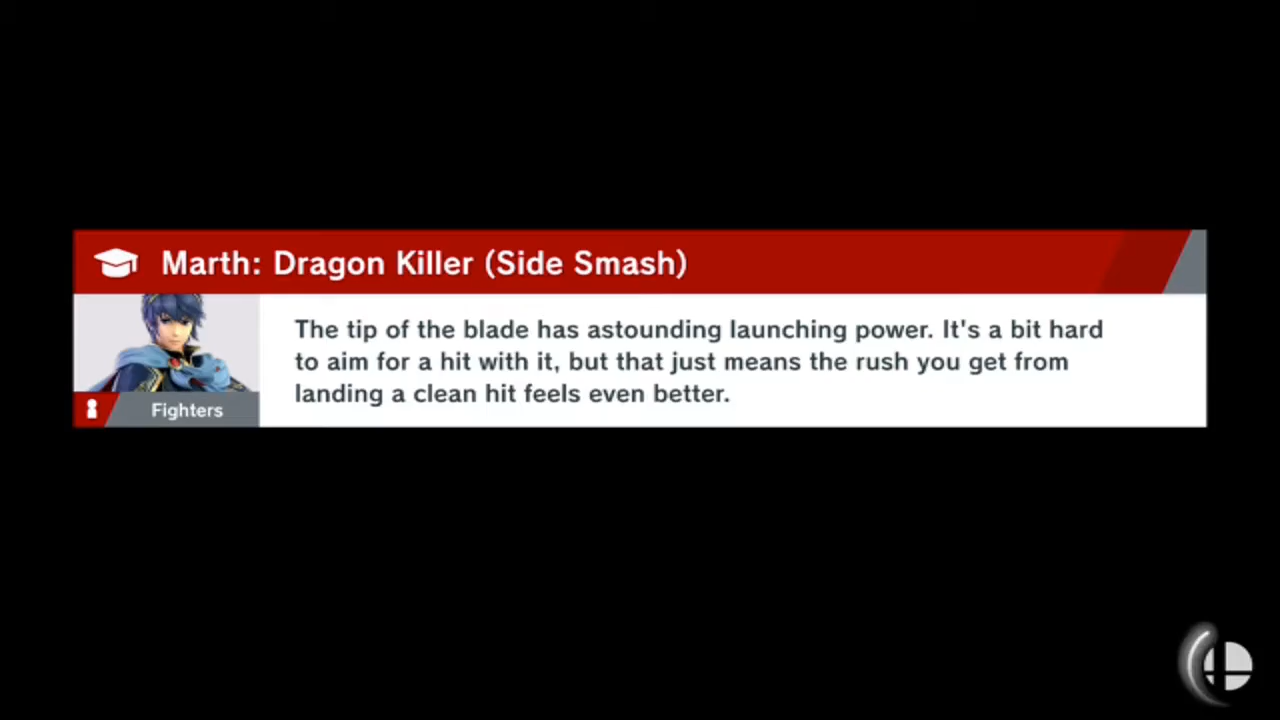 Marth: Dragon Killer (Side Smash)
The tip of the blade has astounding launching power. It's a bit hard
to aim for a hit with it, but that just means the rush you get from
landing a clean hit feels even better.
Fighters